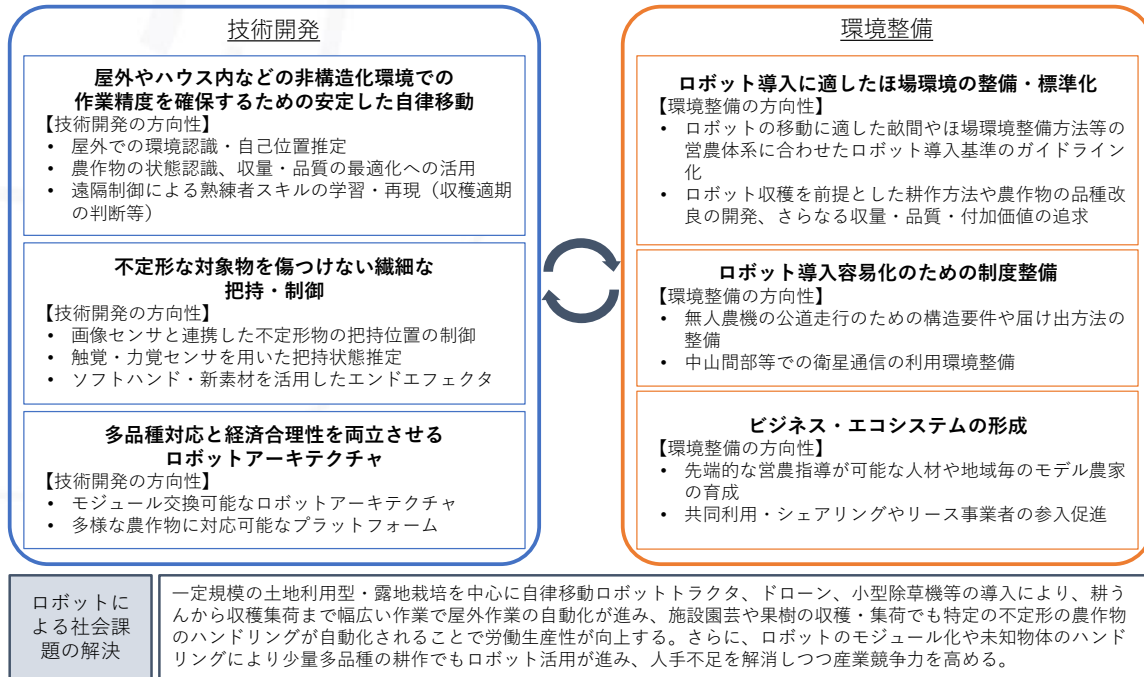 技術開発
屋外やハウス内などの非構造化環境での
作業精度を確保するための安定した自律移動
【技術開発の方向性】
• 屋外での環境認識・自己位置推定
• 農作物の状態認識、収量・品質の最適化への活用
• 遠隔制御による熟練者スキルの学習・再現（収穫適期
の判断等）
不定形な対象物を傷つけない繊細な
把持・制御
【技術開発の方向性】
• 画像センサと連携した不定形物の把持位置の制御
• 触覚・力覚センサを用いた把持状態推定
• ソフトハンド・新素材を活用したエンドエフェクタ
多品種対応と経済合理性を両立させる
ロボットアーキテクチャ
【技術開発の方向性】
• モジュール交換可能なロボットアーキテクチャ
• 多様な農作物に対応可能なプラットフォーム
環境整備
ロボット導入に適したほ場環境の整備・標準化
【環境整備の方向性】
• ロボットの移動に適した畝間やほ場環境整備方法等の
営農体系に合わせたロボット導入基準のガイドライン
化
• ロボット収穫を前提とした耕作方法や農作物の品種改
良の開発、さらなる収量・品質・付加価値の追求
ロボット導入容易化のための制度整備
【環境整備の方向性】
• 無人農機の公道走行のための構造要件や届け出方法の
整備
• 中山間部等での衛星通信の利用環境整備
ビジネス・エコシステムの形成
【環境整備の方向性】
• 先端的な営農指導が可能な人材や地域毎のモデル農家
の育成
• 共同利用・シェアリングやリース事業者の参入促進
ロボットに
よる社会課
題の解決
一定規模の土地利用型・露地栽培を中心に自律移動ロボットトラクタ、ドローン、小型除草機等の導入により、耕う
んから収穫集荷まで幅広い作業で屋外作業の自動化が進み、施設園芸や果樹の収穫・集荷でも特定の不定形の農作物
のハンドリングが自動化されることで労働生産性が向上する。さらに、ロボットのモジュール化や未知物体のハンド
リングにより少量多品種の耕作でもロボット活用が進み、人手不足を解消しつつ産業競争力を高める。